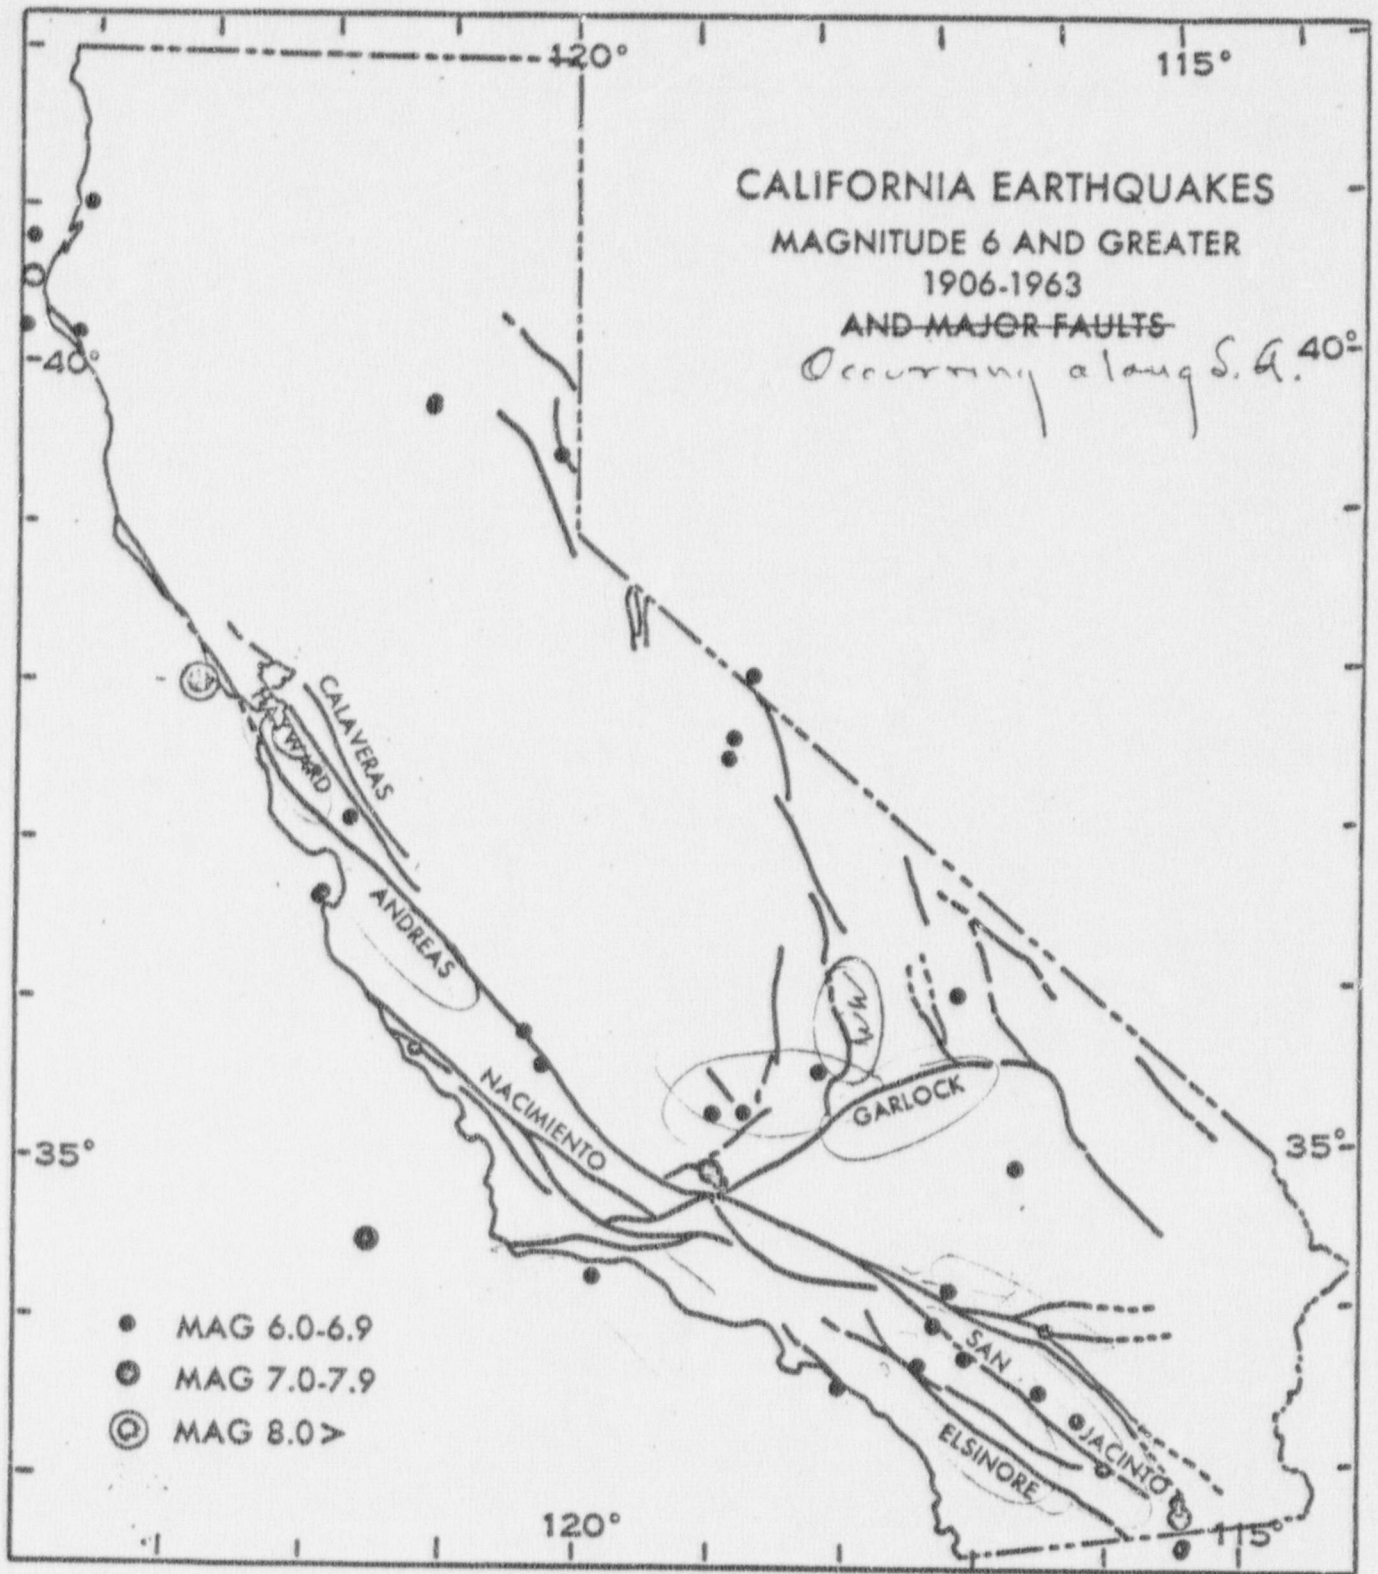 120° 115°
CALIFORNIA EARTHQUAKES
MAGNITUDE 6 AND GREATER
1906-1963
AND MAJOR FAULTS
40° 40°
Occurring along S. A.
HAYWARD
CALAVERAS
ANDREAS
NACIMIENTO
GARLOCK
35° 35°
MAG 6.0-6.9
MAG 7.0-7.9
MAG 8.0>
SAN
JACINTO
ELSINORE
120° 115°